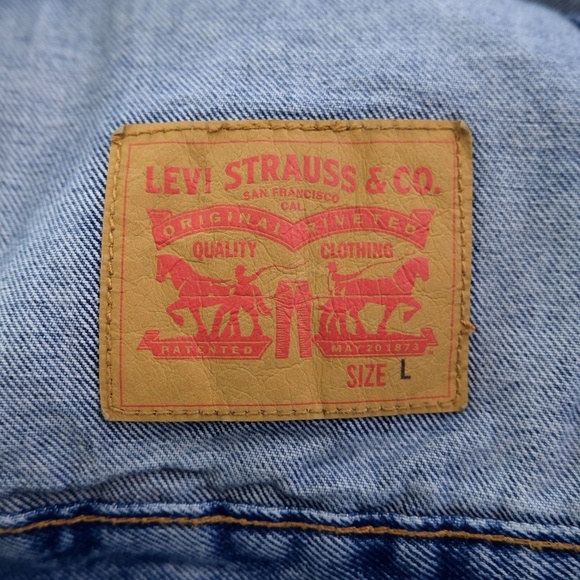 LEVI STRAUSS & CO.
SAN FRANCISCO
CAL.
ORIGINAL RIVETED
QUALITY CLOTHING
PATENTED MAY 20 1873
SIZE L